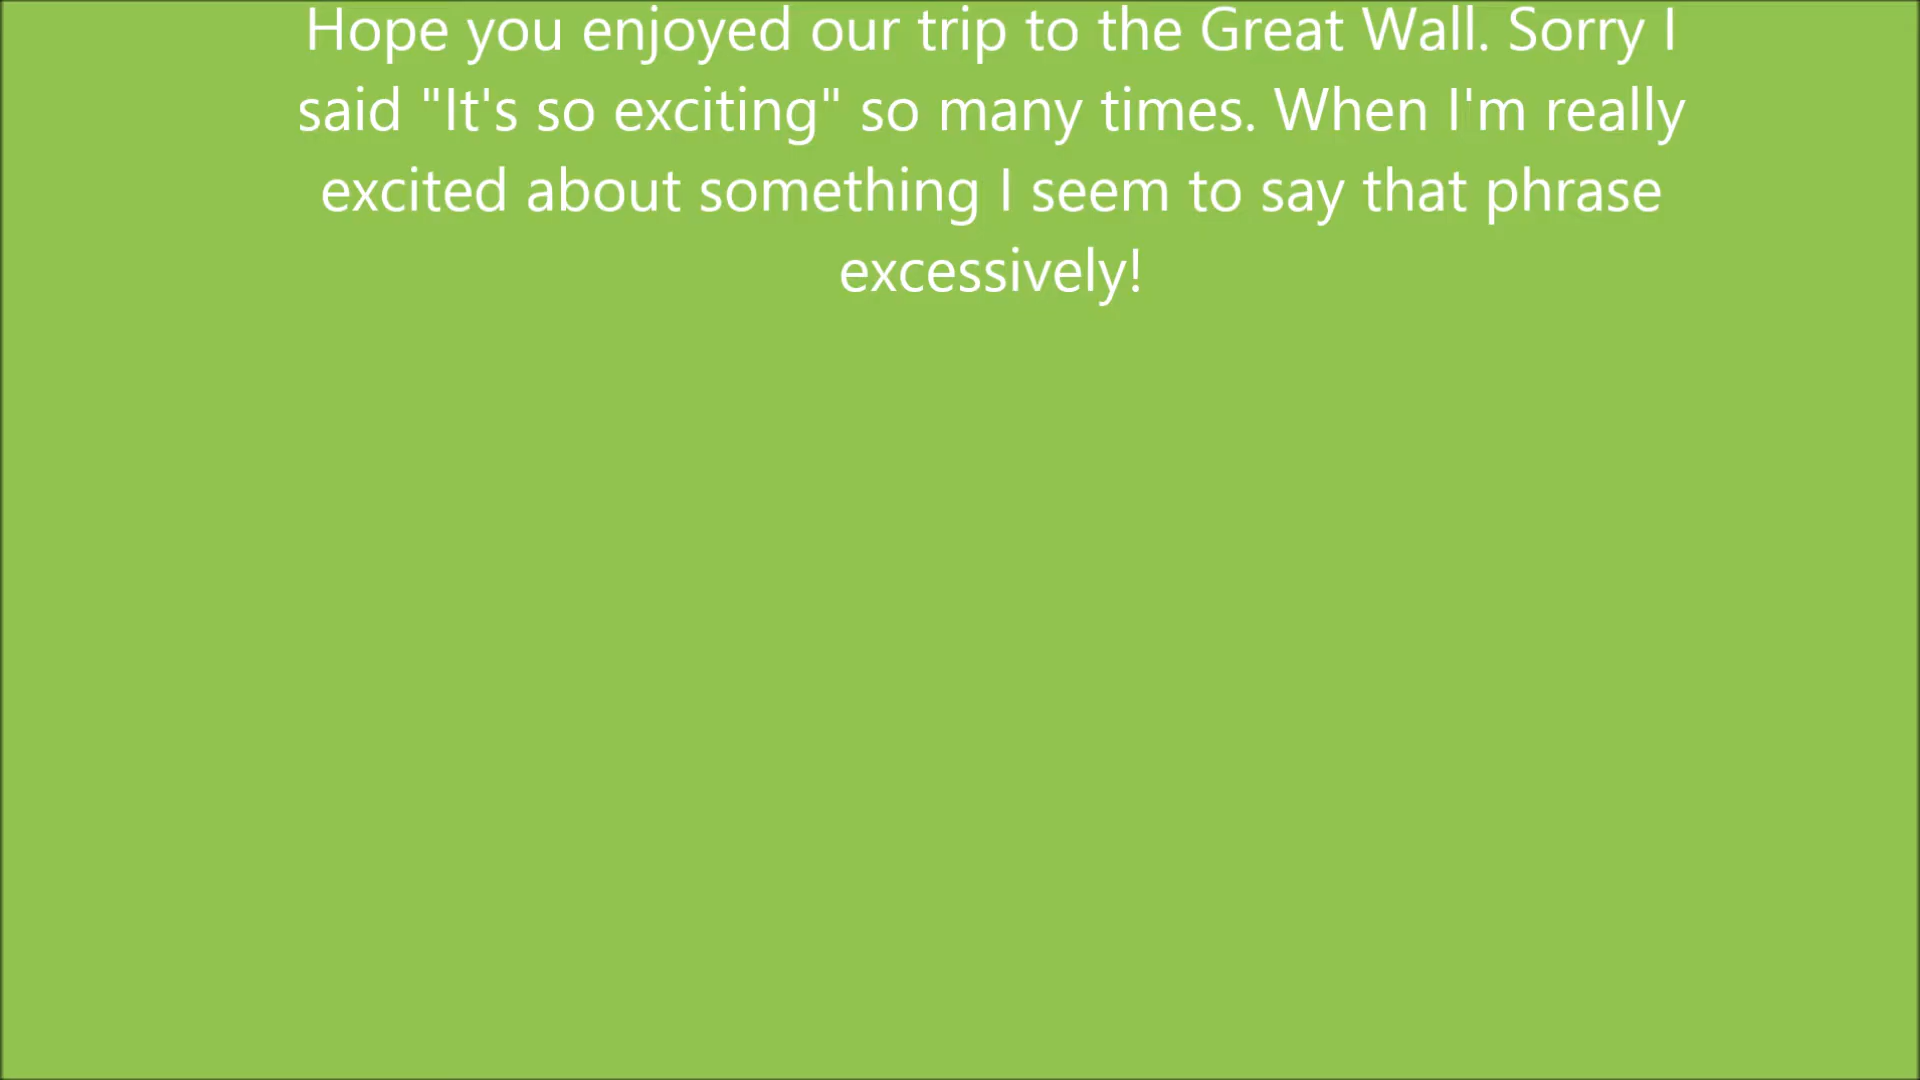 Hope you enjoyed our trip to the Great Wall. Sorry I
said "It's so exciting" so many times. When I'm really
excited about something I seem to say that phrase
excessively!